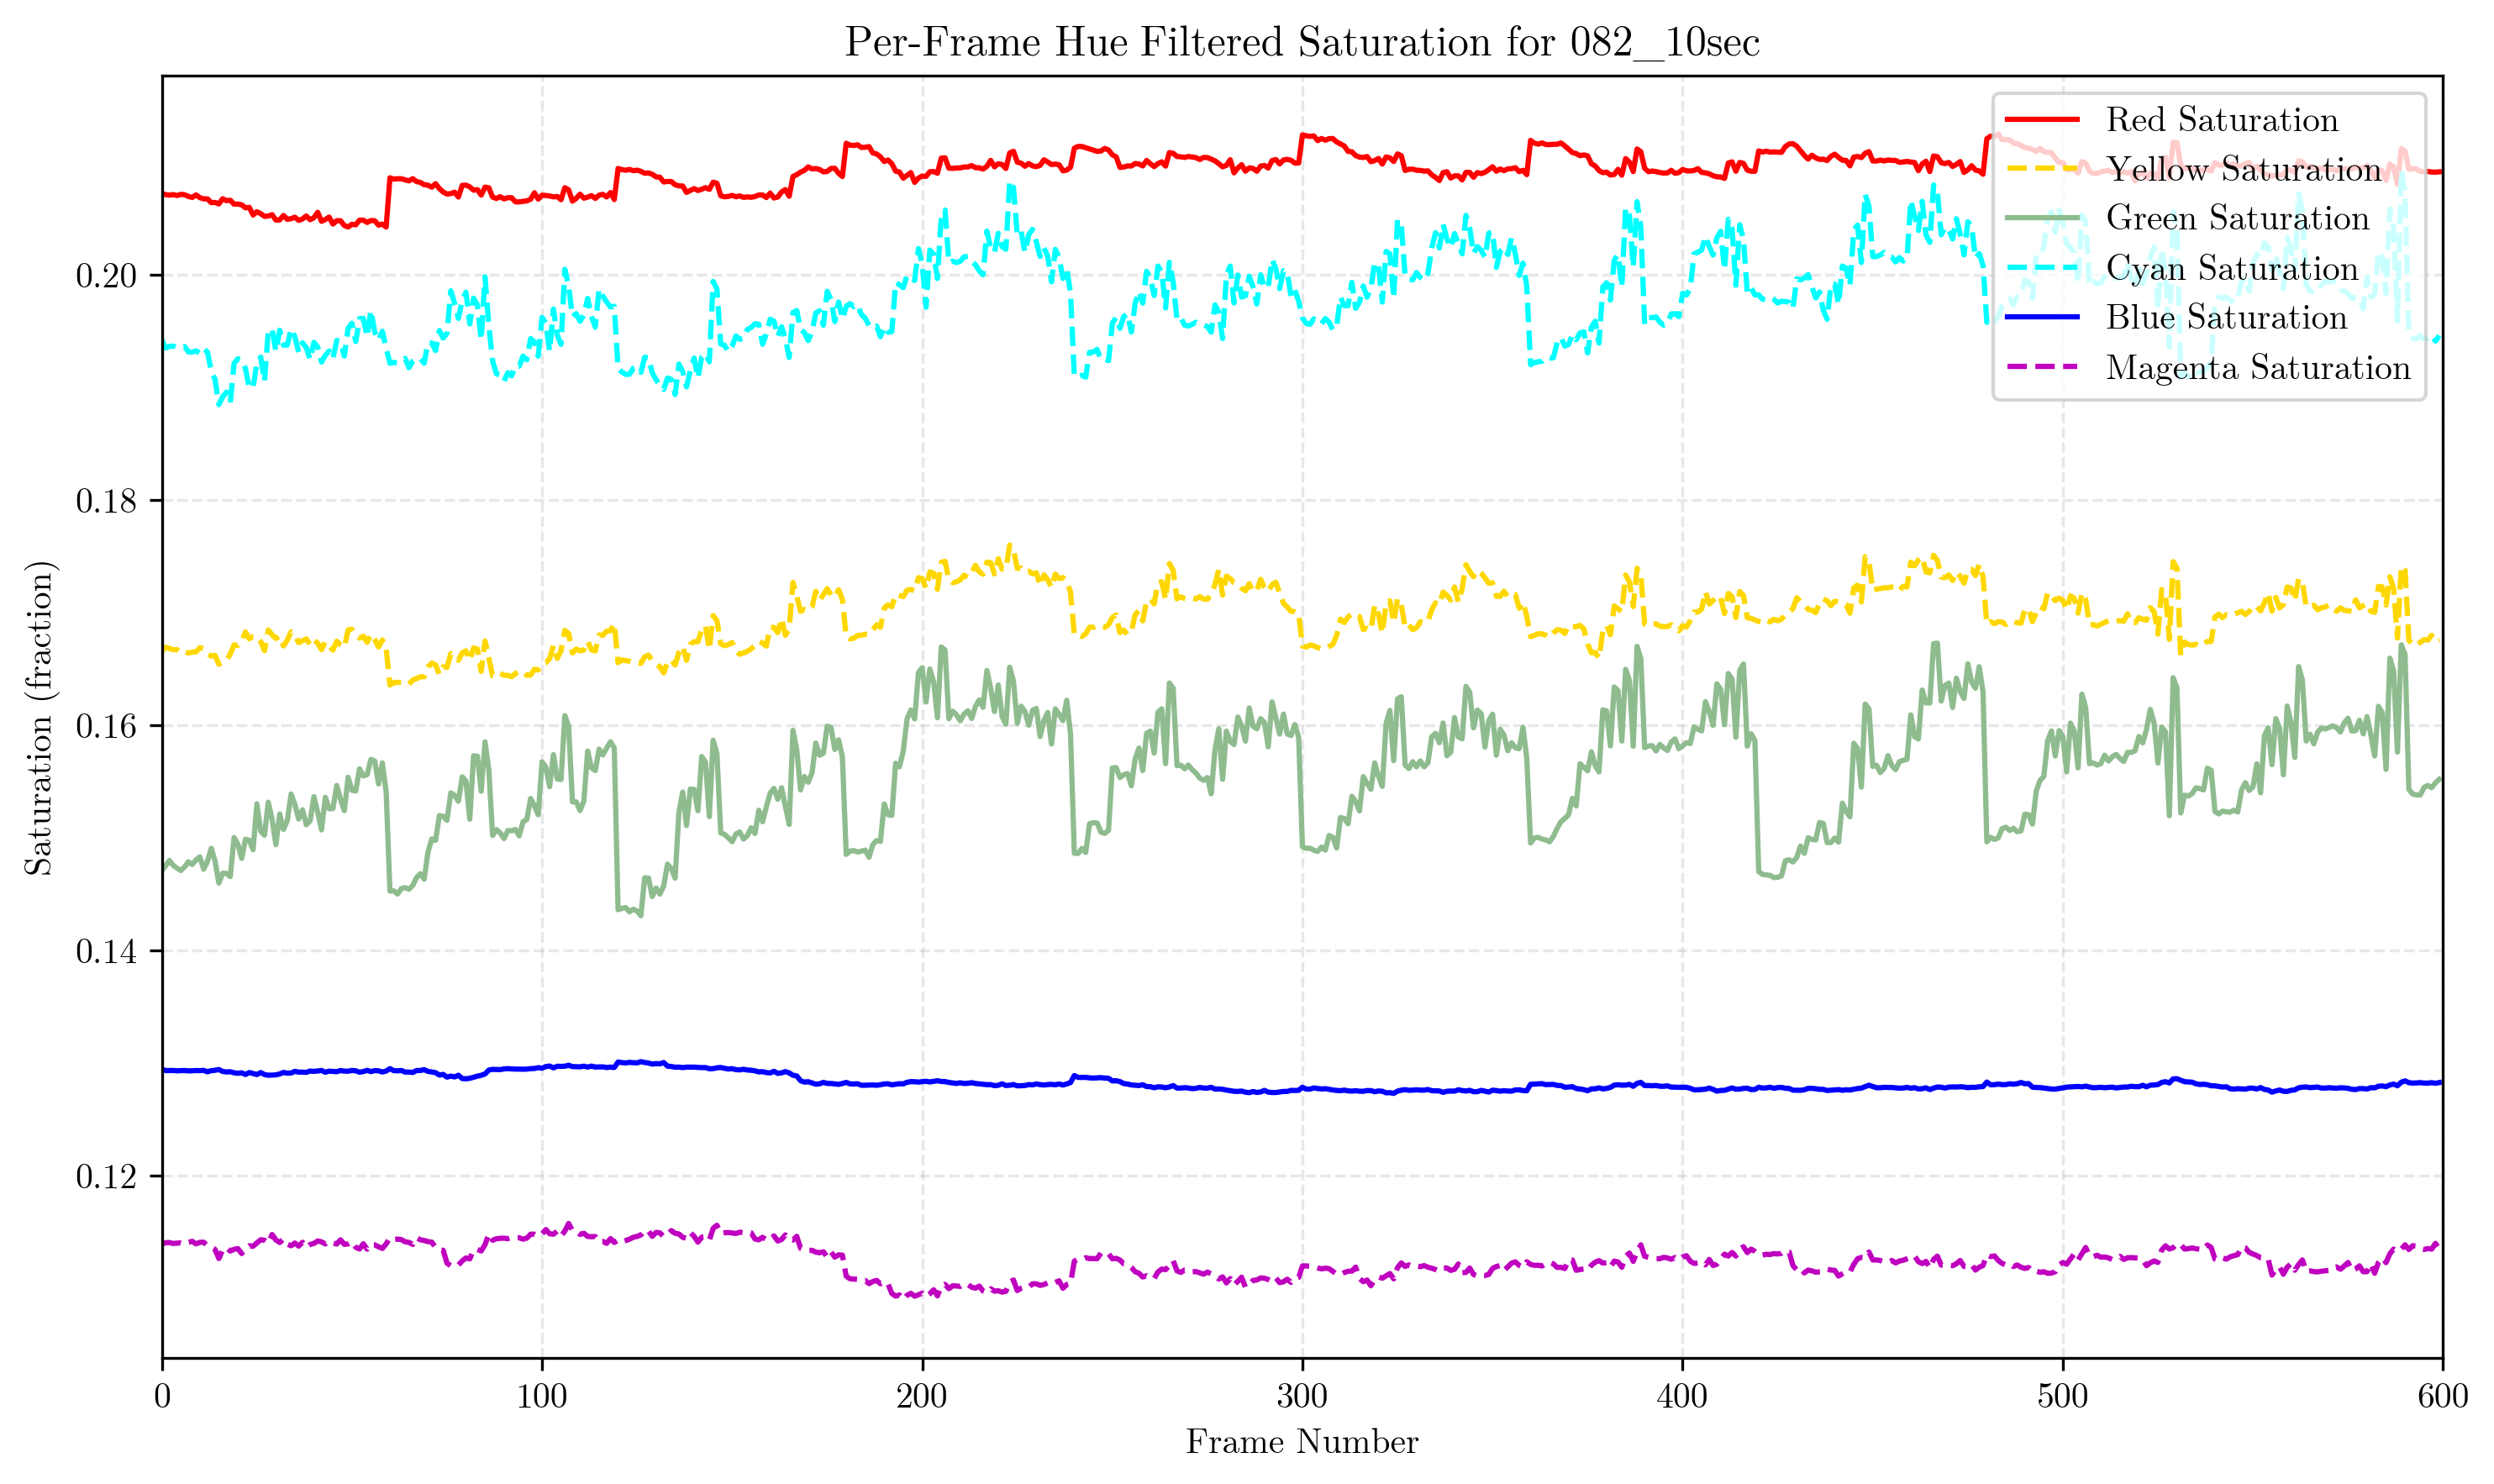 Per-Frame Hue Filtered Saturation for 082__10sec
Red Saturation
Yellow Saturation
Green Saturation
Cyan Saturation
Blue Saturation
Magenta Saturation
Saturation (fraction)
0.20
0.18
0.16
0.14
0.12
0 100 200 300 400 500 600
Frame Number